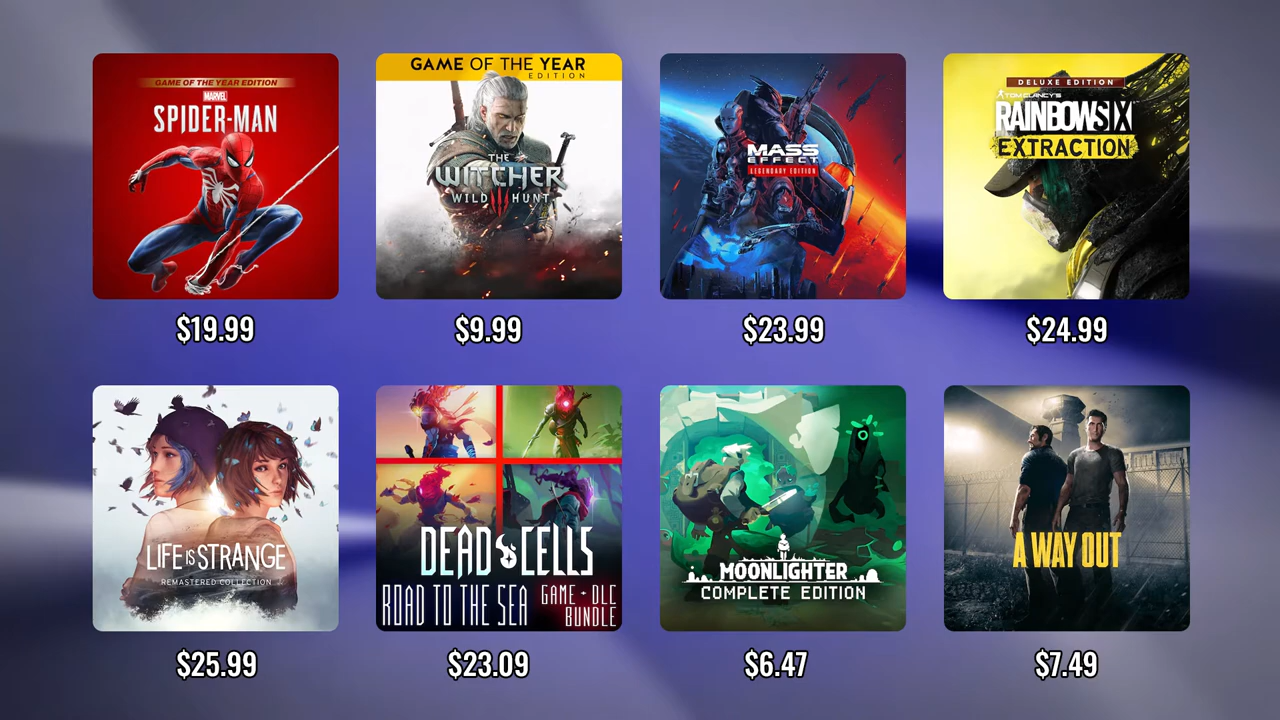 GAME OF THE YEAR EDITION
MARVEL
SPIDER-MAN
$19.99
GAME OF THE YEAR
EDITION
THE
WITCHER
WILD HUNT
$9.99
MASS
EFFECT
LEGENDARY EDITION
$23.99
DELUXE EDITION
TOM CLANCY'S
RAINBOWSIX
EXTRACTION
$24.99
LIFE IS STRANGE
REMASTERED COLLECTION
$25.99
DEAD CELLS
ROAD TO THE SEA
GAME + DLC
BUNDLE
$23.09
MOONLIGHTER
COMPLETE EDITION
$6.47
A WAY OUT
$7.49